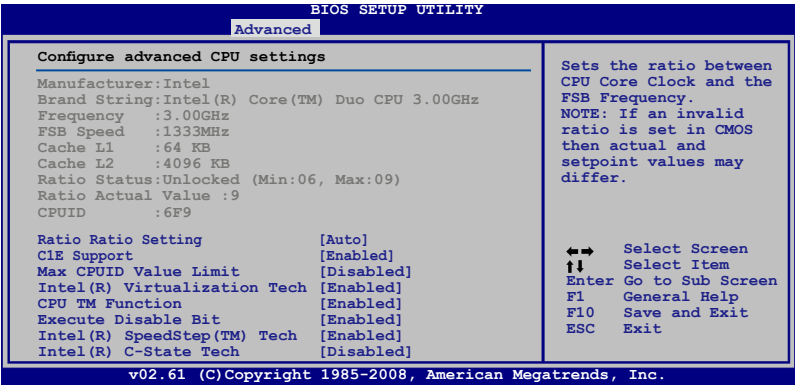 BIOS SETUP UTILITY
Advanced
Configure advanced CPU settings
Manufacturer:Intel
Brand String:Intel(R) Core(TM) Duo CPU 3.00GHz
Frequency :3.00GHz
FSB Speed :1333MHz
Cache L1 :64 KB
Cache L2 :4096 KB
Ratio Status:Unlocked (Min:06, Max:09)
Ratio Actual Value :9
CPUID :6F9
Ratio Ratio Setting [Auto]
C1E Support [Enabled]
Max CPUID Value Limit [Disabled]
Intel(R) Virtualization Tech [Enabled]
CPU TM Function [Enabled]
Execute Disable Bit [Enabled]
Intel(R) SpeedStep(TM) Tech [Enabled]
Intel(R) C-State Tech [Disabled]
Sets the ratio between
CPU Core Clock and the
FSB Frequency.
NOTE: If an invalid
ratio is set in CMOS
then actual and
setpoint values may
differ.
←→ Select Screen
↑↓ Select Item
Enter Go to Sub Screen
F1 General Help
F10 Save and Exit
ESC Exit
v02.61 (C)Copyright 1985-2008, American Megatrends, Inc.